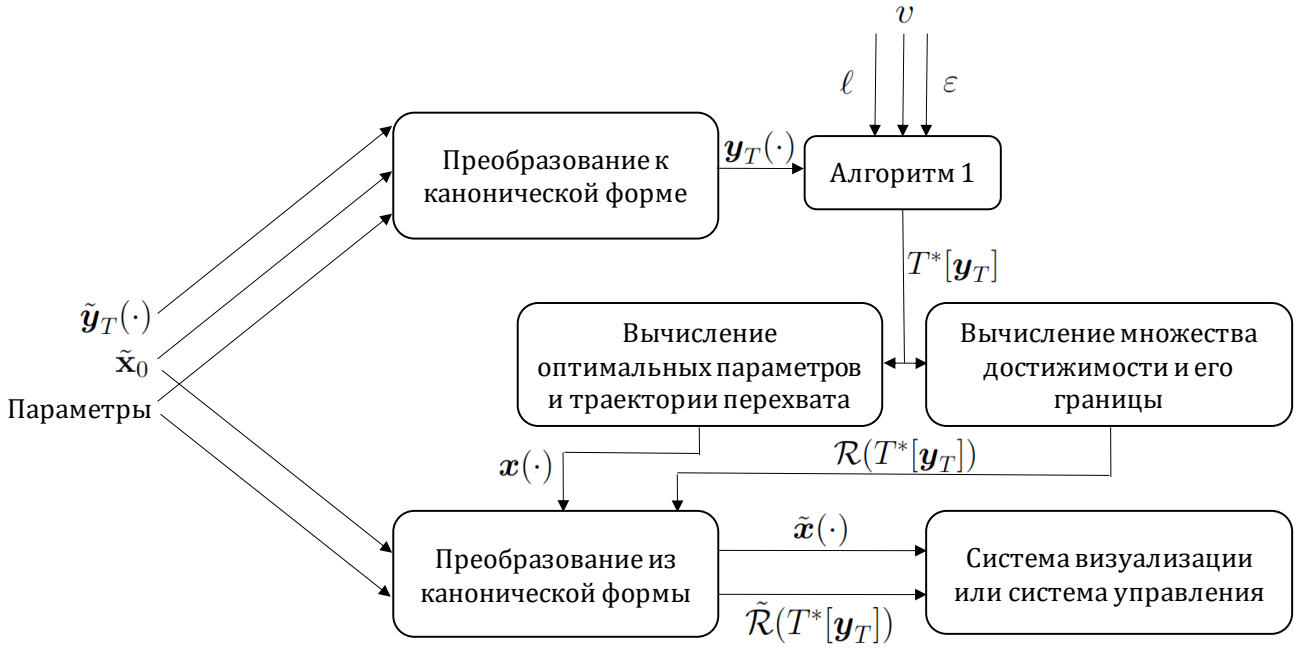 v
ℓ
ε
Преобразование к
канонической форме
𝒚_T(·)
Алгоритм 1
T*[𝒚_T]
ỹ_T(·)
x̃₀
Параметры
Вычисление
оптимальных параметров
и траектории перехвата
Вычисление множества
достижимости и его
границы
𝒙(·)
ℛ(T*[𝒚_T])
Преобразование из
канонической формы
x̃(·)
ℛ̃(T*[𝒚_T])
Система визуализации
или система управления